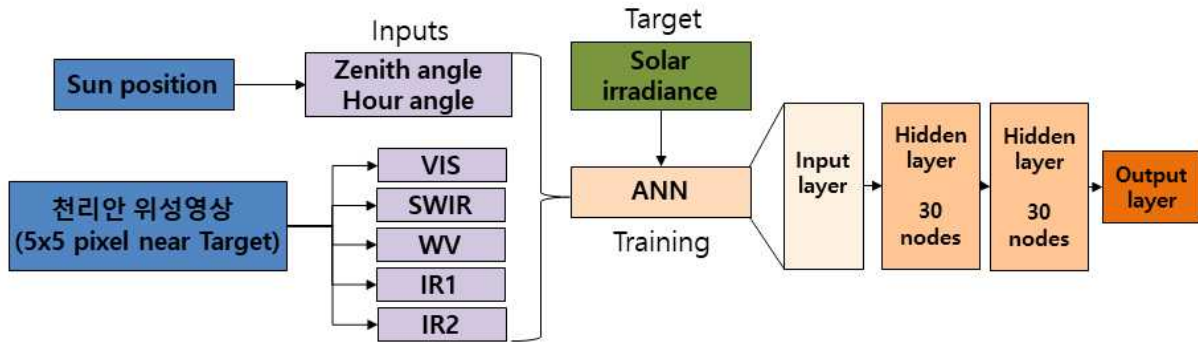 Inputs
Target
Sun position
Zenith angle
Hour angle
Solar
irradiance
천리안 위성영상
(5x5 pixel near Target)
VIS
SWIR
WV
IR1
IR2
ANN
Training
Input
layer
Hidden
layer
30
nodes
Hidden
layer
30
nodes
Output
layer